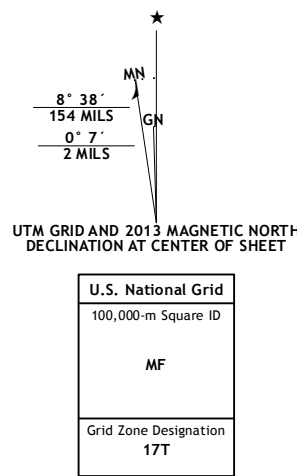 ★
MN
GN
8° 38´
154 MILS
0° 7´
2 MILS
UTM GRID AND 2013 MAGNETIC NORTH
DECLINATION AT CENTER OF SHEET
U.S. National Grid
100,000-m Square ID
MF
Grid Zone Designation
17T